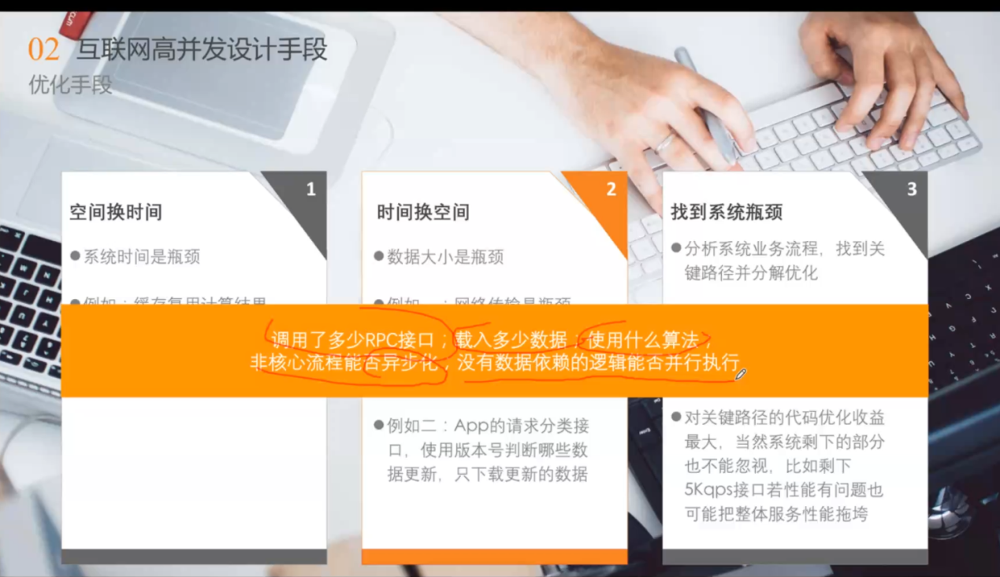 02 互联网高并发设计手段
优化手段
1
空间换时间
●系统时间是瓶颈
●例如：缓存复用计算结果
2
时间换空间
●数据大小是瓶颈
●例如一：网络传输是瓶颈
3
找到系统瓶颈
●分析系统业务流程，找到关
键路径并分解优化
调用了多少RPC接口；载入多少数据；使用什么算法；
非核心流程能否异步化，没有数据依赖的逻辑能否并行执行
●例如二：App的请求分类接
口，使用版本号判断哪些数
据更新，只下载更新的数据
●对关键路径的代码优化收益
最大，当然系统剩下的部分
也不能忽视，比如剩下
5Kqps接口若性能有问题也
可能把整体服务性能拖垮